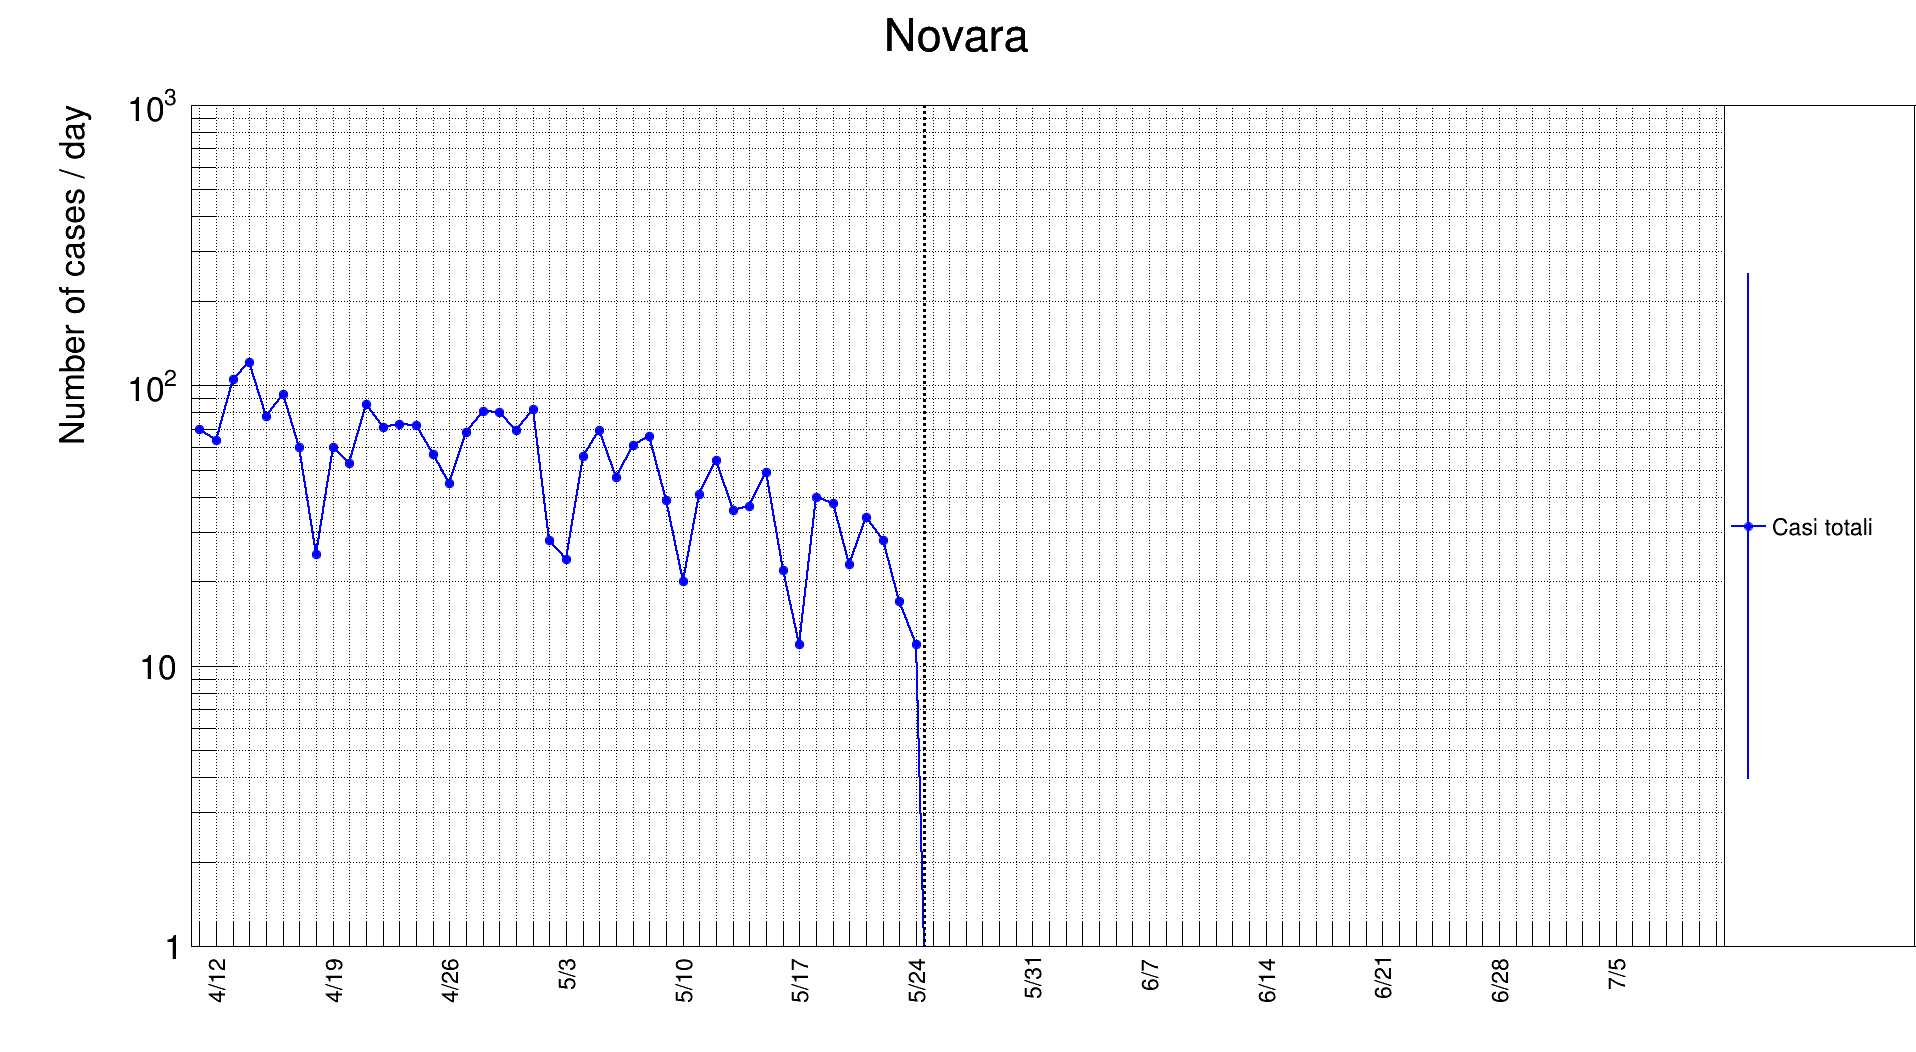 Novara
Number of cases / day
10³
10²
10
1
4/12 4/19 4/26 5/3 5/10 5/17 5/24 5/31 6/7 6/14 6/21 6/28 7/5
Casi totali